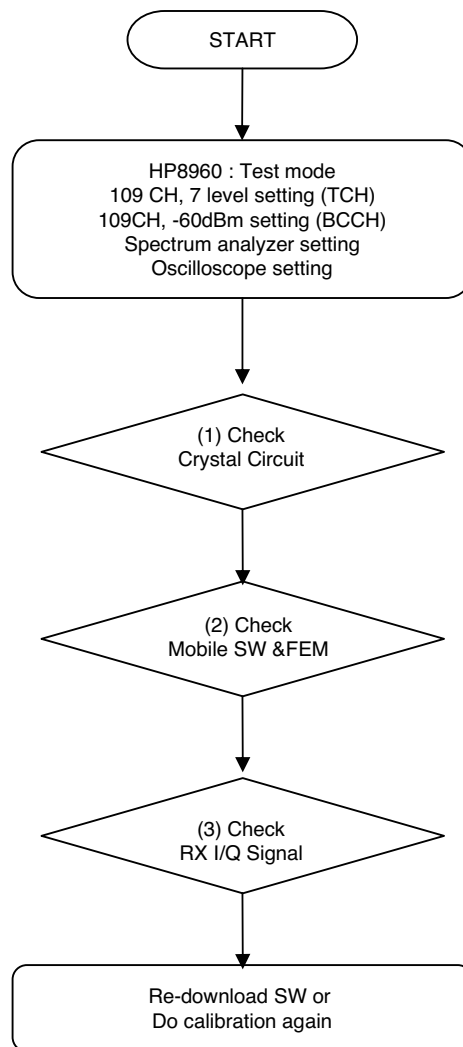 START
HP8960 : Test mode
109 CH, 7 level setting (TCH)
109CH, -60dBm setting (BCCH)
Spectrum analyzer setting
Oscilloscope setting
(1) Check
Crystal Circuit
(2) Check
Mobile SW &FEM
(3) Check
RX I/Q Signal
Re-download SW or
Do calibration again